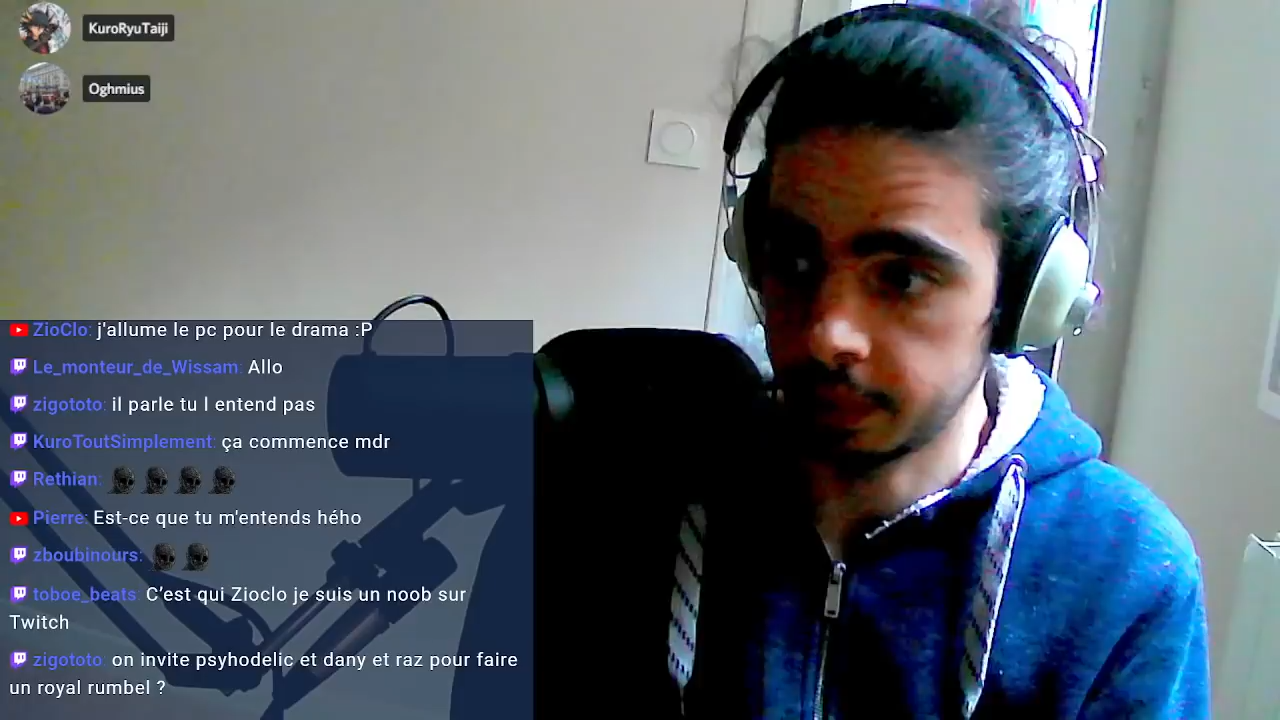 KuroRyuTaiji
Oghmius
ZioClo: j'allume le pc pour le drama :P
Le_monteur_de_Wissam: Allo
zigototo: il parle tu l entend pas
KuroToutSimplement: ça commence mdr
Rethian:
Pierre: Est-ce que tu m'entends hého
zboubinours:
toboe_beats: C’est qui Zioclo je suis un noob sur
Twitch
zigototo: on invite psyhodelic et dany et raz pour faire
un royal rumbel ?